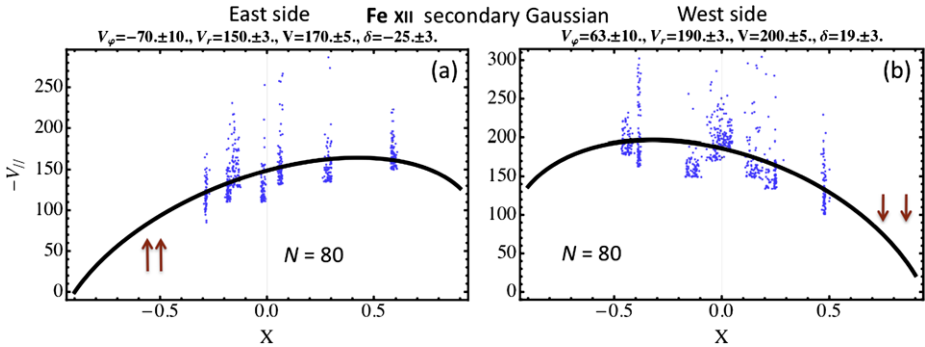 East side Fe XII secondary Gaussian West side
Vφ=−70.±10., Vr=150.±3., V=170.±5., δ=−25.±3.
Vφ=63.±10., Vr=190.±3., V=200.±5., δ=19.±3.
(a)
250
200
150
100
50
0
−V//
N = 80
−0.5 0.0 0.5
X
(b)
300
250
200
150
100
50
0
N = 80
−0.5 0.0 0.5
X